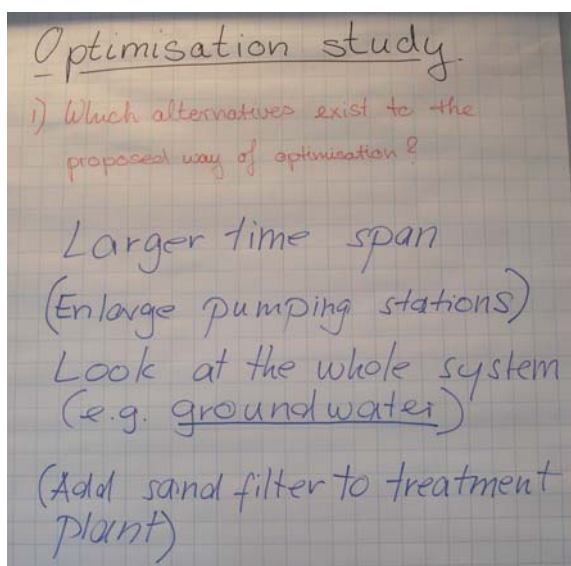 Optimisation study.
1) Which alternatives exist to the
proposed way of optimisation?
Larger time span
(Enlarge pumping stations)
Look at the whole system
(e.g. groundwater)
(Add sand filter to treatment
plant)